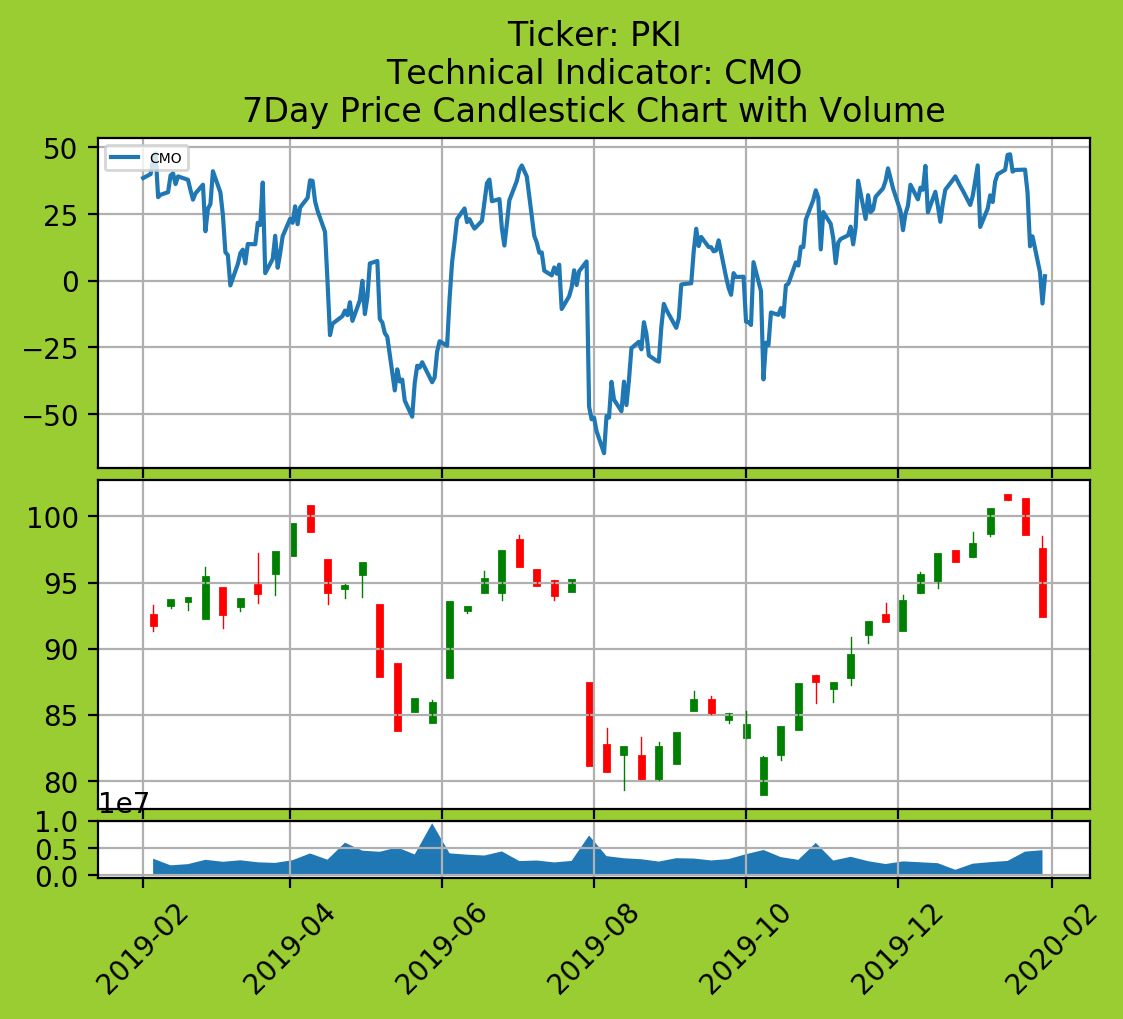 Ticker: PKI
Technical Indicator: CMO
7Day Price Candlestick Chart with Volume
50
CMO
25
0
−25
−50
100
95
90
85
80
1e7
1.0
0.5
0.0
2019-02 2019-04 2019-06 2019-08 2019-10 2019-12 2020-02